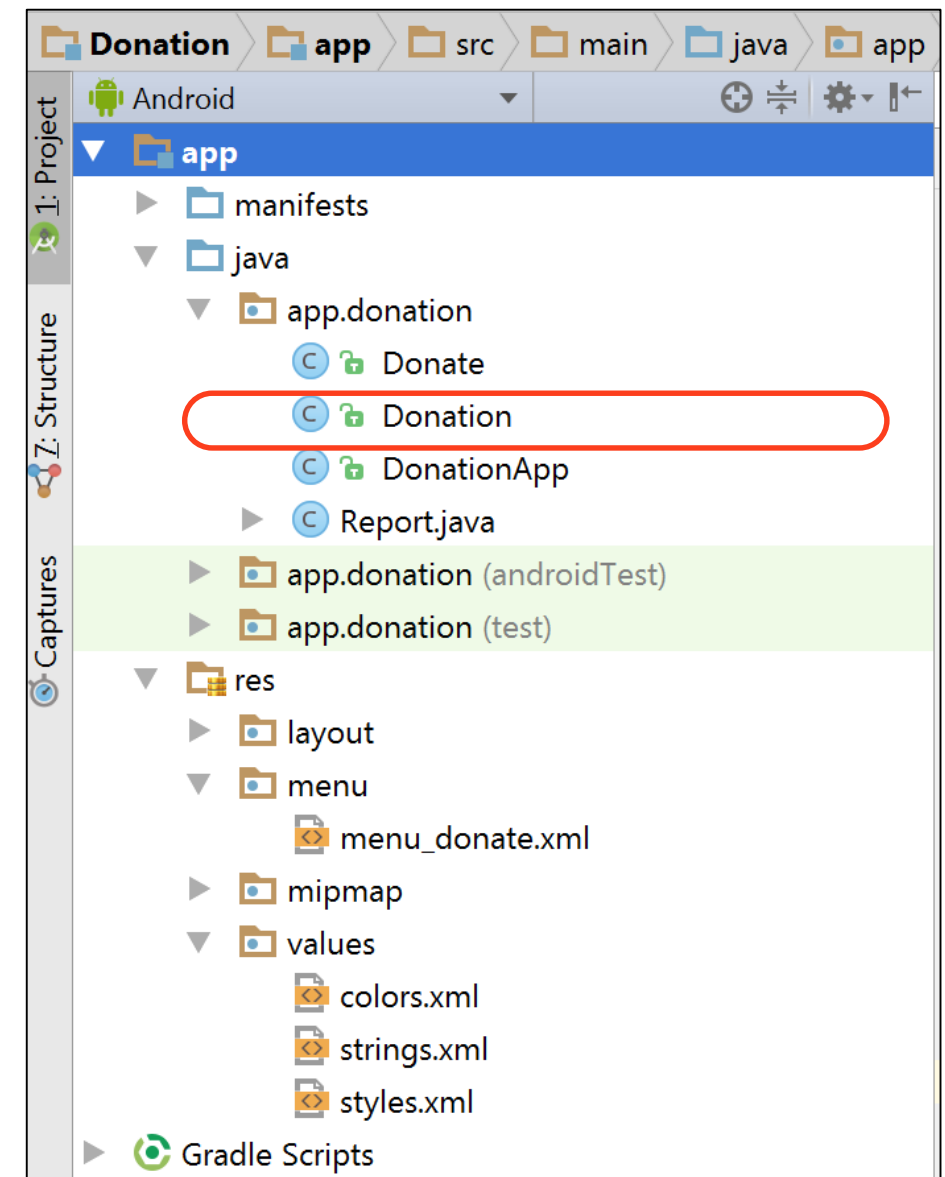 Donation app src main java app
Android
1: Project
7: Structure
Captures
app
manifests
java
app.donation
C Donate
C Donation
C DonationApp
C Report.java
app.donation (androidTest)
app.donation (test)
res
layout
menu
menu_donate.xml
mipmap
values
colors.xml
strings.xml
styles.xml
Gradle Scripts